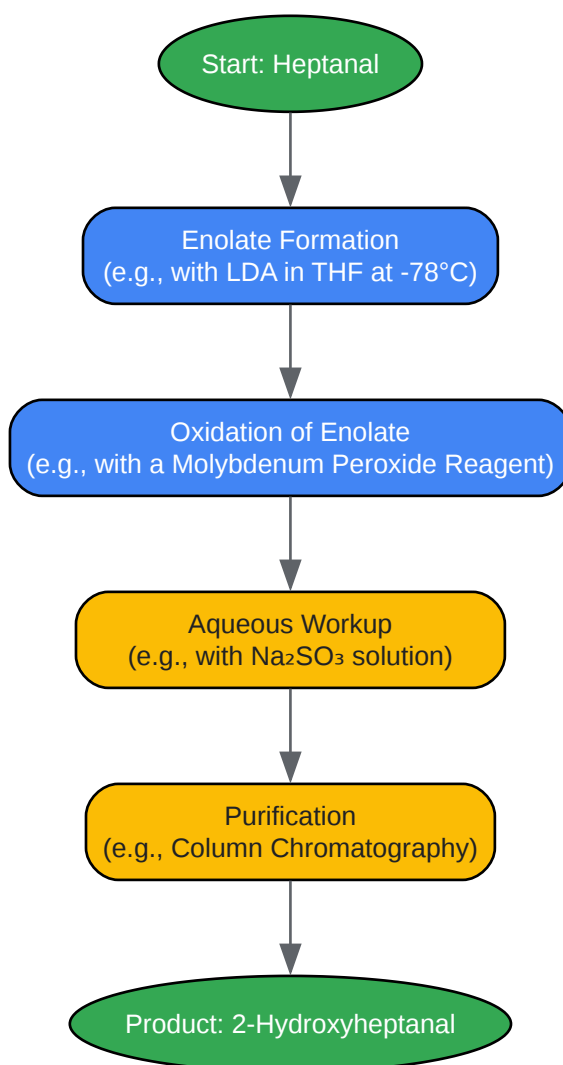 Start: Heptanal
Enolate Formation
(e.g., with LDA in THF at -78°C)
Oxidation of Enolate
(e.g., with a Molybdenum Peroxide Reagent)
Aqueous Workup
(e.g., with Na₂SO₃ solution)
Purification
(e.g., Column Chromatography)
Product: 2-Hydroxyheptanal